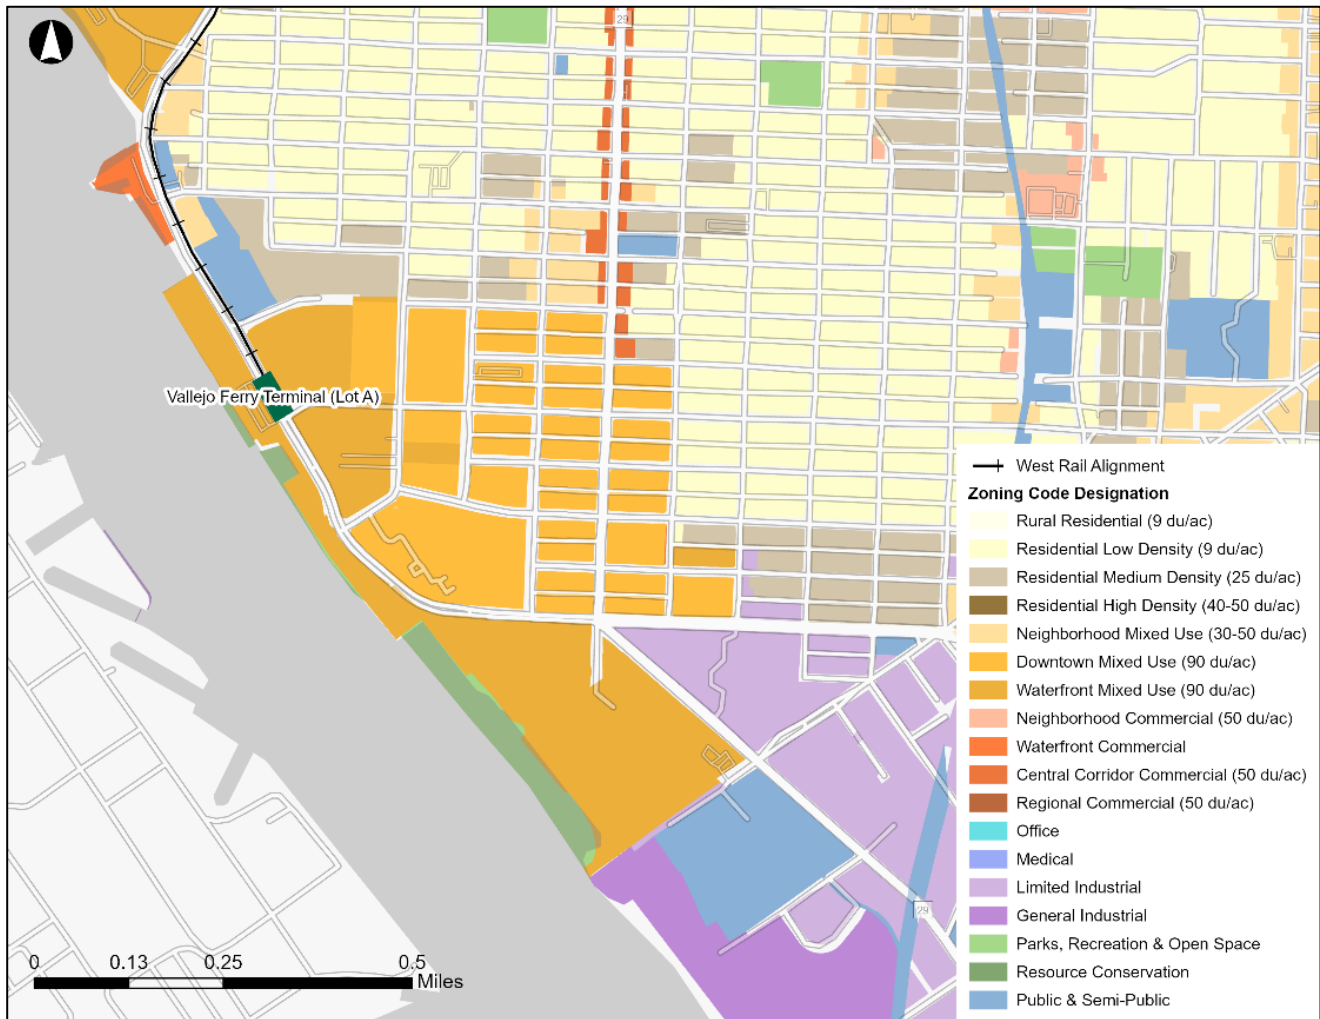 29
Vallejo Ferry Terminal (Lot A)
West Rail Alignment
Zoning Code Designation
Rural Residential (9 du/ac)
Residential Low Density (9 du/ac)
Residential Medium Density (25 du/ac)
Residential High Density (40-50 du/ac)
Neighborhood Mixed Use (30-50 du/ac)
Downtown Mixed Use (90 du/ac)
Waterfront Mixed Use (90 du/ac)
Neighborhood Commercial (50 du/ac)
Waterfront Commercial
Central Corridor Commercial (50 du/ac)
Regional Commercial (50 du/ac)
Office
Medical
Limited Industrial
General Industrial
Parks, Recreation & Open Space
Resource Conservation
Public & Semi-Public
29
0 0.13 0.25 0.5
Miles